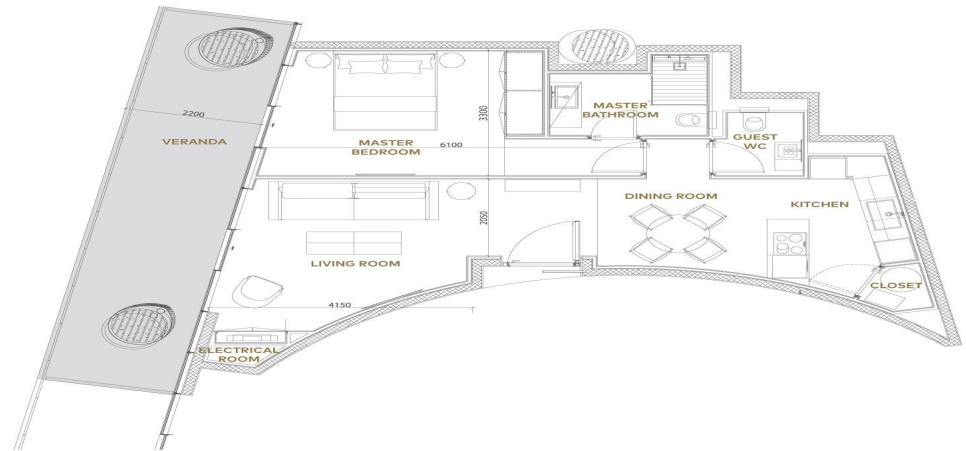 2200
VERANDA
MASTER
BEDROOM
3300
6100
MASTER
BATHROOM
GUEST
WC
DINING ROOM
KITCHEN
2050
LIVING ROOM
CLOSET
4150
ELECTRICAL
ROOM